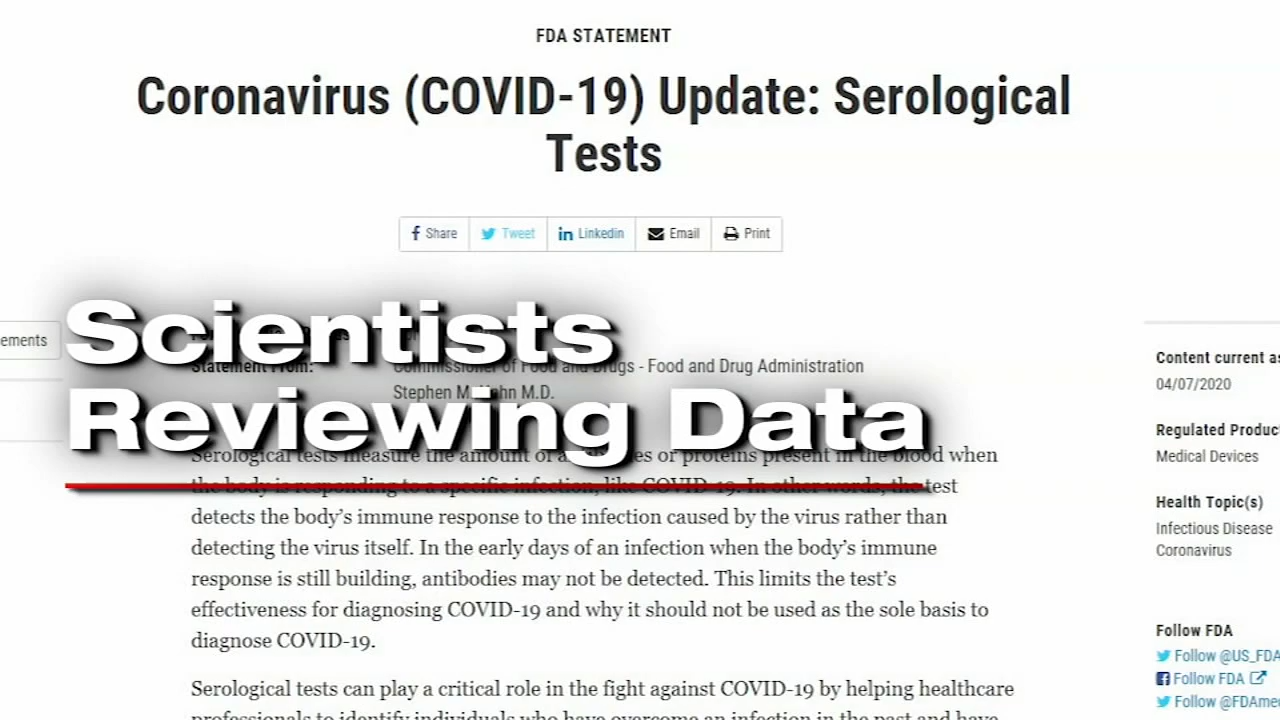 FDA STATEMENT
Coronavirus (COVID-19) Update: Serological
Tests
Share
Tweet
Linkedin
Email
Print
ements
Scientists
Statement From:
Commissioner of Food and Drugs - Food and Drug Administration
Stephen M. Hahn M.D.
Reviewing Data
Serological tests measure the amount of or proteins present in the blood when
the body is responding to a specific infection, like COVID-19. In other words, the test
detects the body's immune response to the infection caused by the virus rather than
detecting the virus itself. In the early days of an infection when the body's immune
response is still building, antibodies may not be detected. This limits the test's
effectiveness for diagnosing COVID-19 and why it should not be used as the sole basis to
diagnose COVID-19.
Serological tests can play a critical role in the fight against COVID-19 by helping healthcare
professionals to identify individuals who have overcome an infection in the past and have
Content current as
04/07/2020
Regulated Produc
Medical Devices
Health Topic(s)
Infectious Disease
Coronavirus
Follow FDA
Follow @US_FDA
Follow FDA
Follow @FDAme